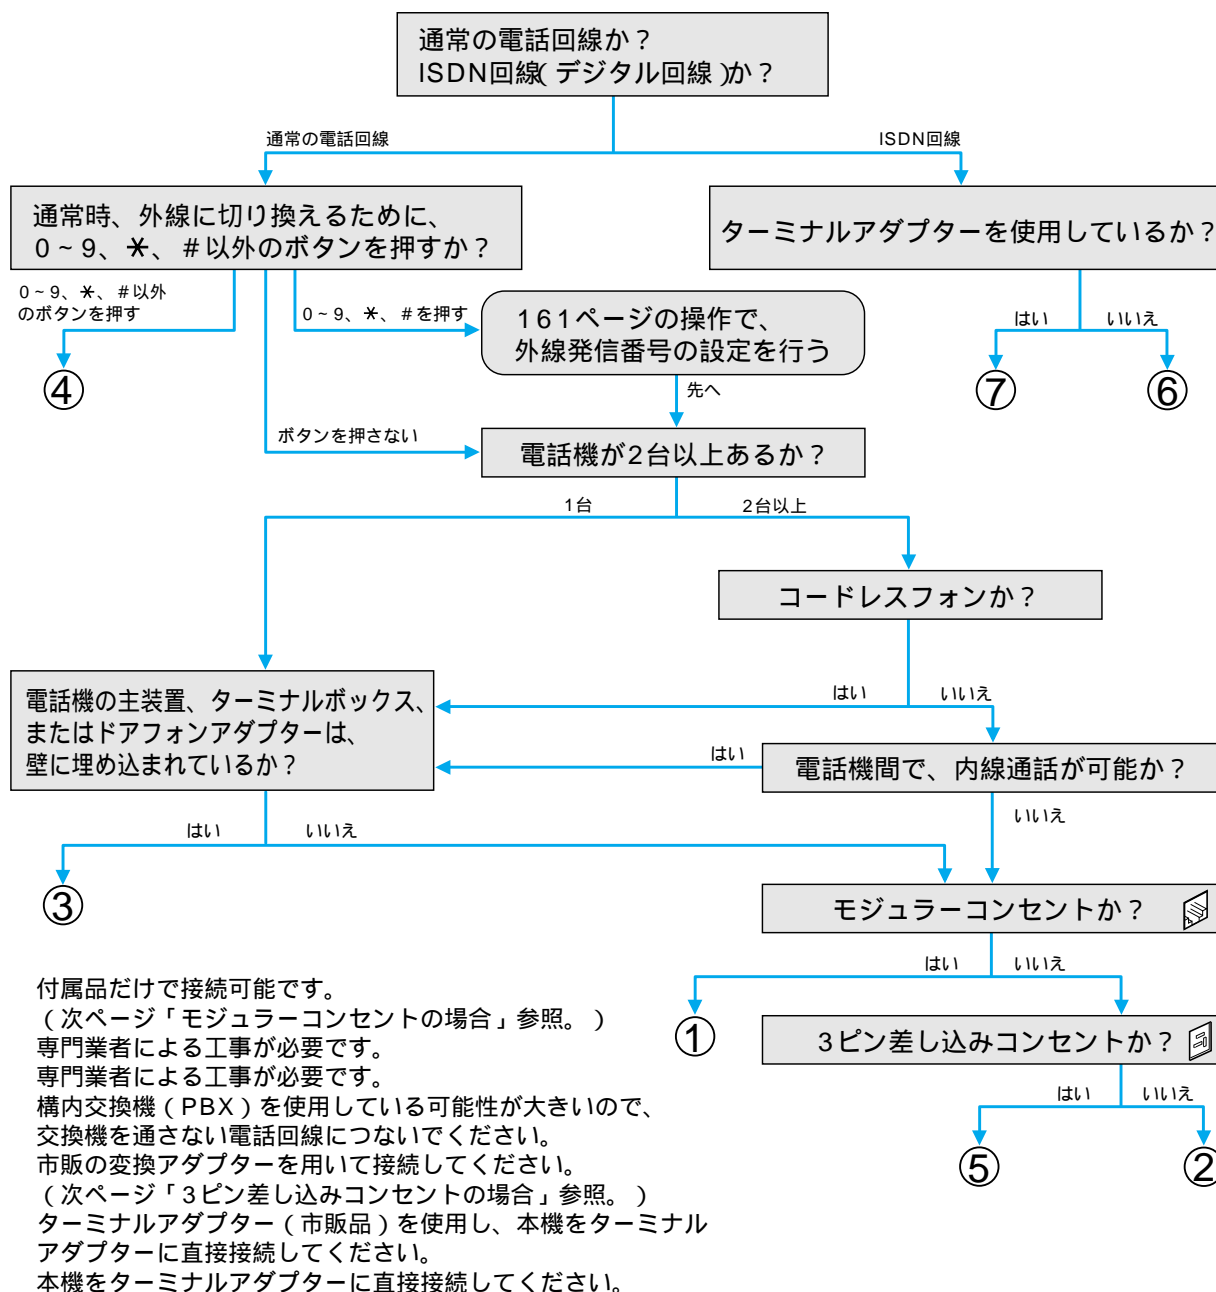 通常の電話回線か？
ISDN回線(デジタル回線)か？
通常の電話回線
ISDN回線
通常時、外線に切り換えるために、
0~9、＊、＃以外のボタンを押すか？
ターミナルアダプターを使用しているか？
0~9、＊、＃以外
のボタンを押す
0~9、＊、＃を押す
161ページの操作で、
外線発信番号の設定を行う
はい
いいえ
④
⑦
⑥
先へ
ボタンを押さない
電話機が2台以上あるか？
1台
2台以上
コードレスフォンか？
はい
いいえ
電話機の主装置、ターミナルボックス、
またはドアフォンアダプターは、
壁に埋め込まれているか？
はい
電話機間で、内線通話が可能か？
はい
いいえ
いいえ
③
モジュラーコンセントか？
はい
いいえ
①
3ピン差し込みコンセントか？
はい
いいえ
⑤
②
付属品だけで接続可能です。
(次ページ「モジュラーコンセントの場合」参照。)
専門業者による工事が必要です。
専門業者による工事が必要です。
構内交換機(PBX)を使用している可能性が大きいので、
交換機を通さない電話回線につないでください。
市販の変換アダプターを用いて接続してください。
(次ページ「3ピン差し込みコンセントの場合」参照。)
ターミナルアダプター(市販品)を使用し、本機をターミナル
アダプターに直接接続してください。
本機をターミナルアダプターに直接接続してください。